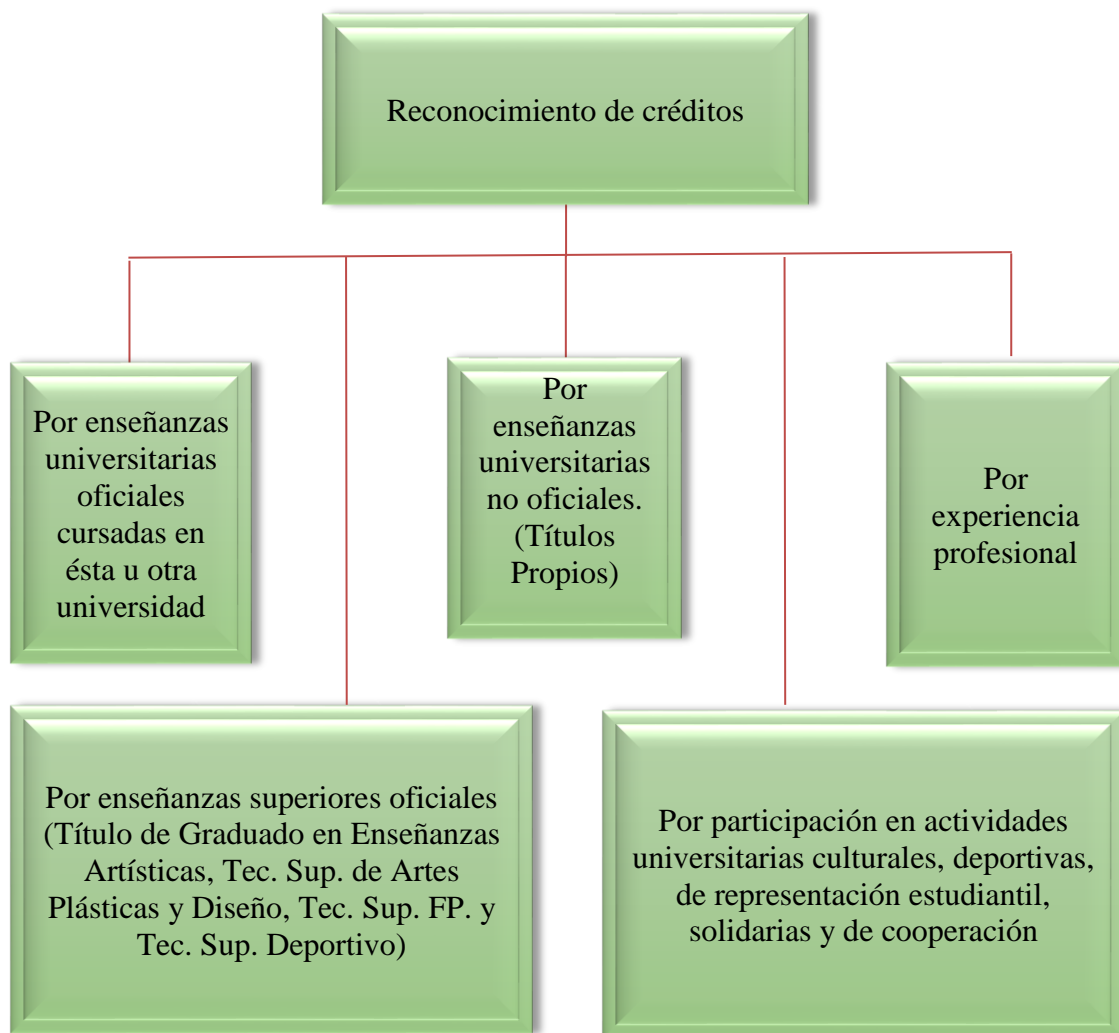 Reconocimiento de créditos
Por enseñanzas
universitarias
oficiales
cursadas en
ésta u otra
universidad
Por
enseñanzas
universitarias
no oficiales.
(Títulos
Propios)
Por
experiencia
profesional
Por enseñanzas superiores oficiales
(Título de Graduado en Enseñanzas
Artísticas, Tec. Sup. de Artes
Plásticas y Diseño, Tec. Sup. FP. y
Tec. Sup. Deportivo)
Por participación en actividades
universitarias culturales, deportivas,
de representación estudiantil,
solidarias y de cooperación